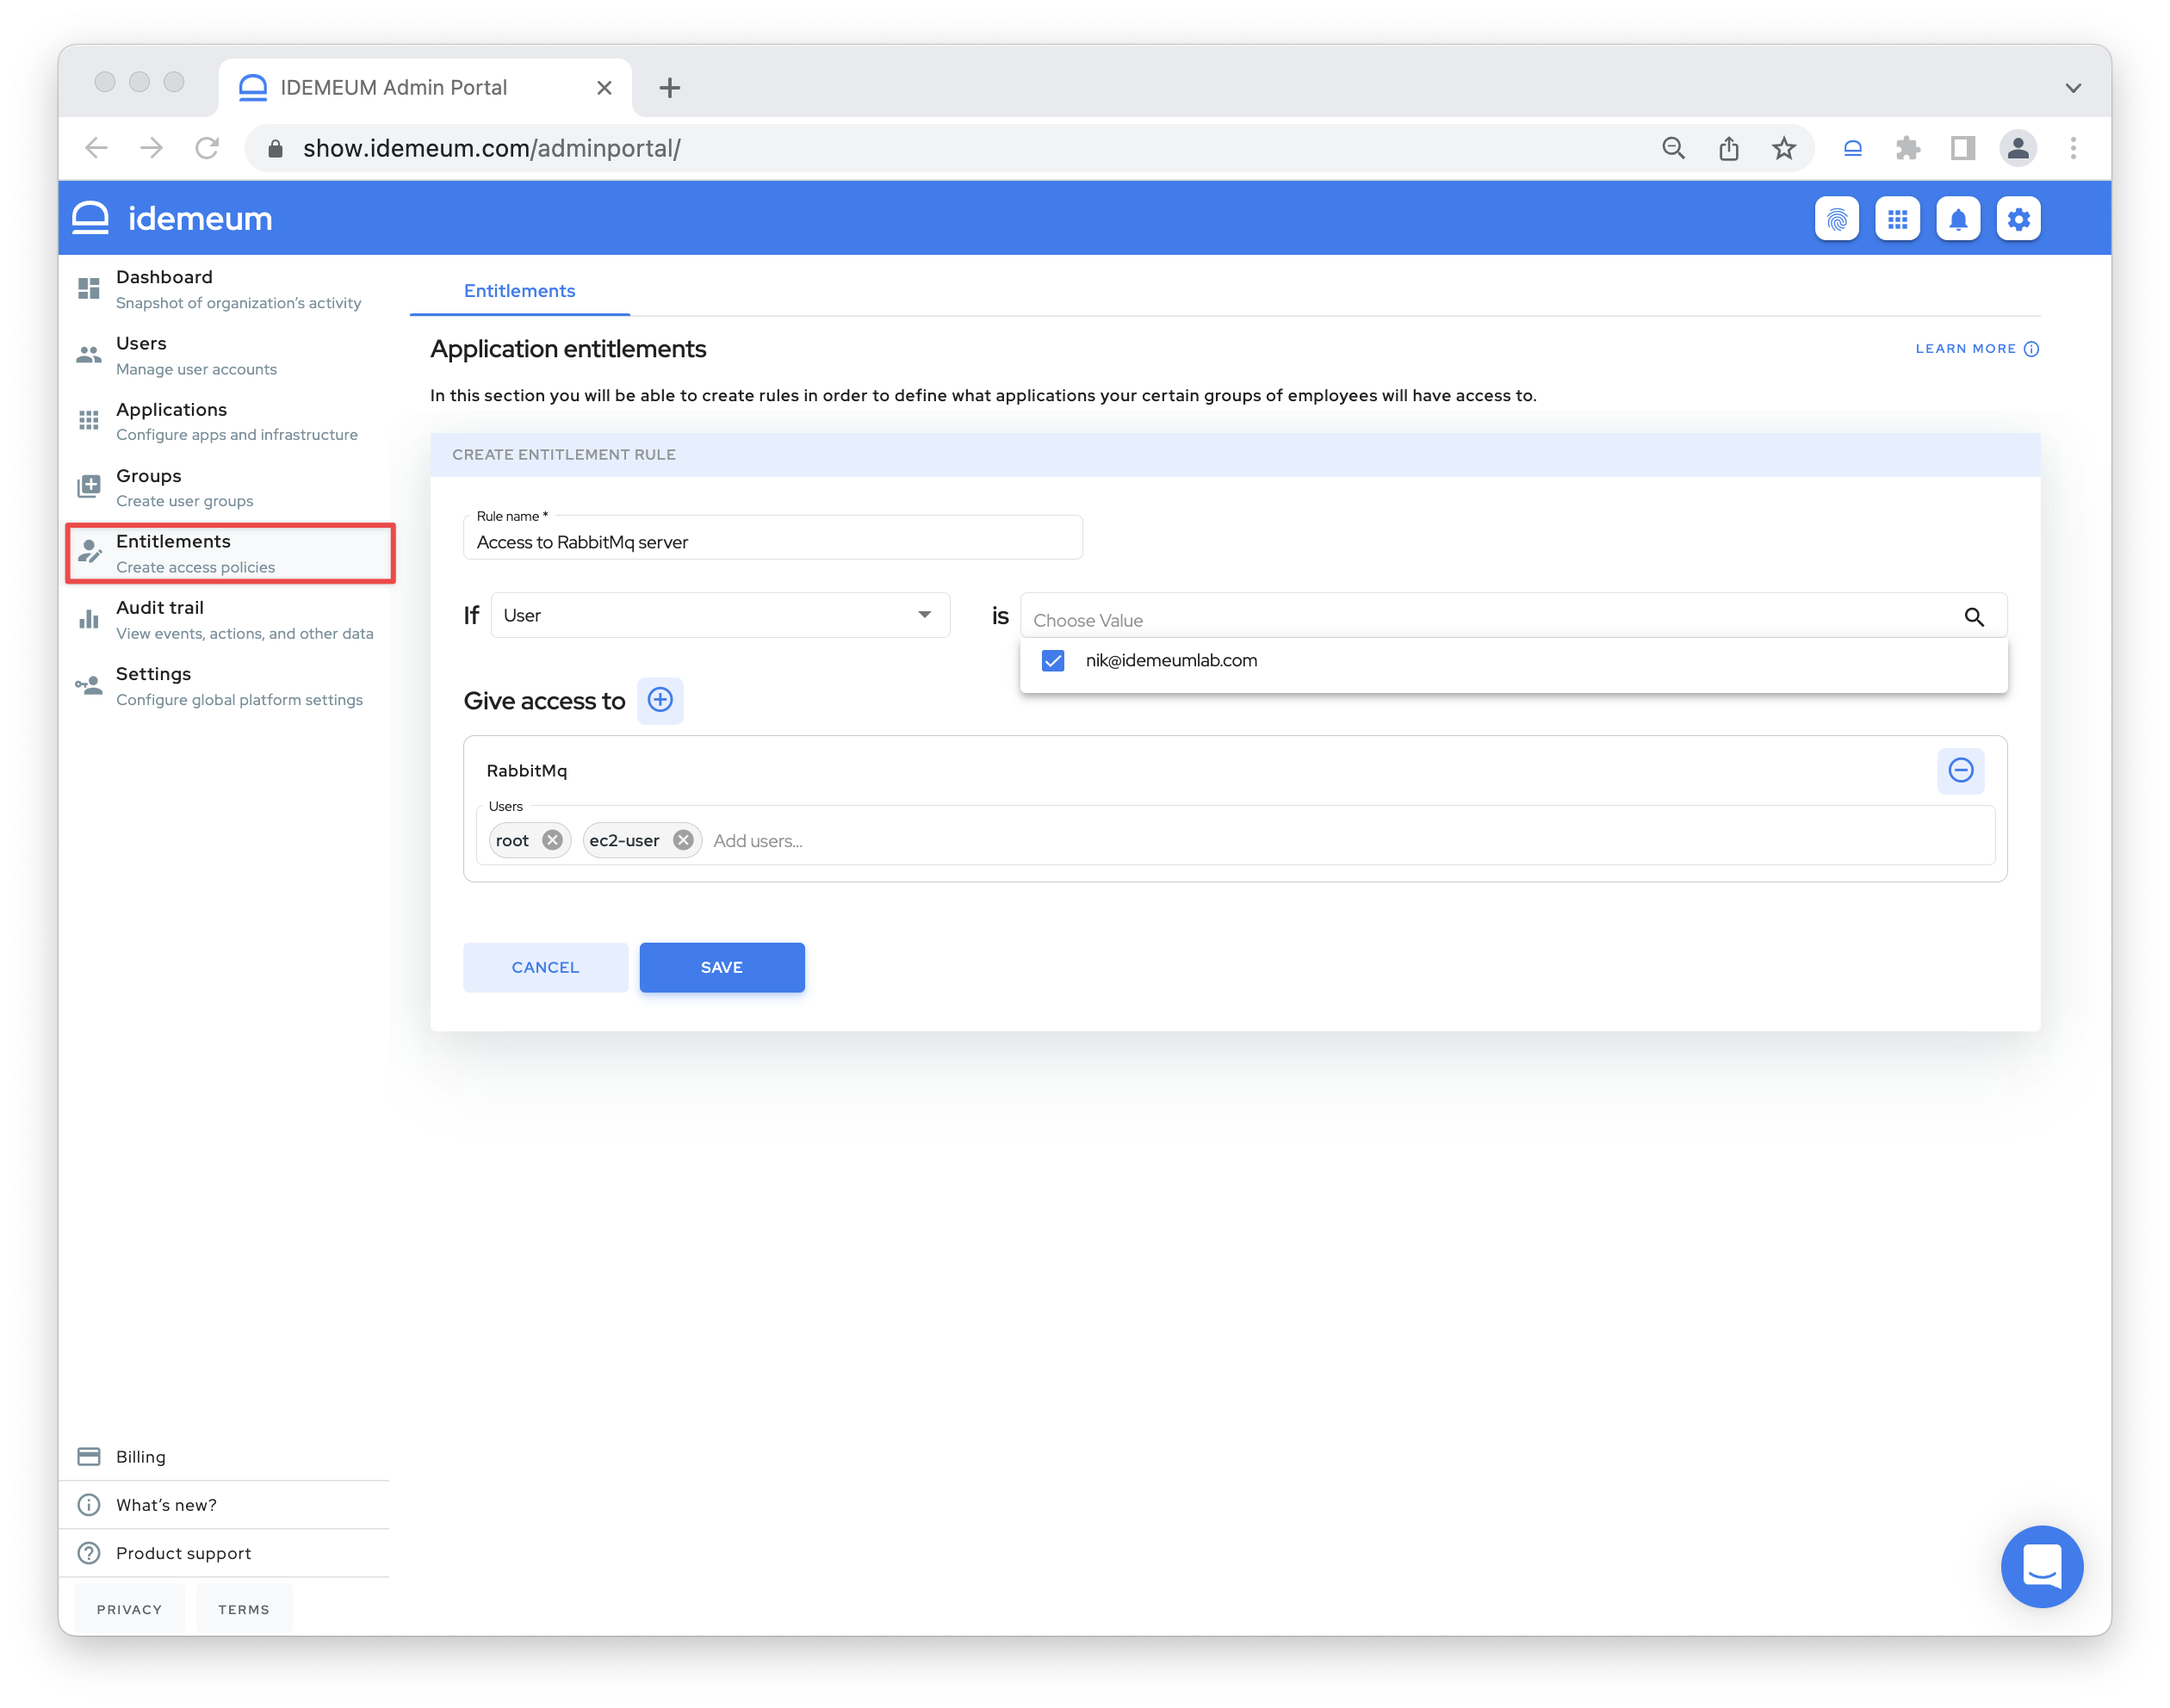 IDEMEUM Admin Portal
show.idemeum.com/adminportal/
idemeum
Dashboard
Snapshot of organization's activity
Users
Manage user accounts
Applications
Configure apps and infrastructure
Groups
Create user groups
Entitlements
Create access policies
Audit trail
View events, actions, and other data
Settings
Configure global platform settings
Billing
What's new?
Product support
PRIVACY TERMS
Entitlements
Application entitlements
LEARN MORE
In this section you will be able to create rules in order to define what applications your certain groups of employees will have access to.
CREATE ENTITLEMENT RULE
Rule name *
Access to RabbitMq server
If User is Choose Value
nik@idemeumlab.com
Give access to
RabbitMq
Users
root ec2-user Add users...
CANCEL SAVE